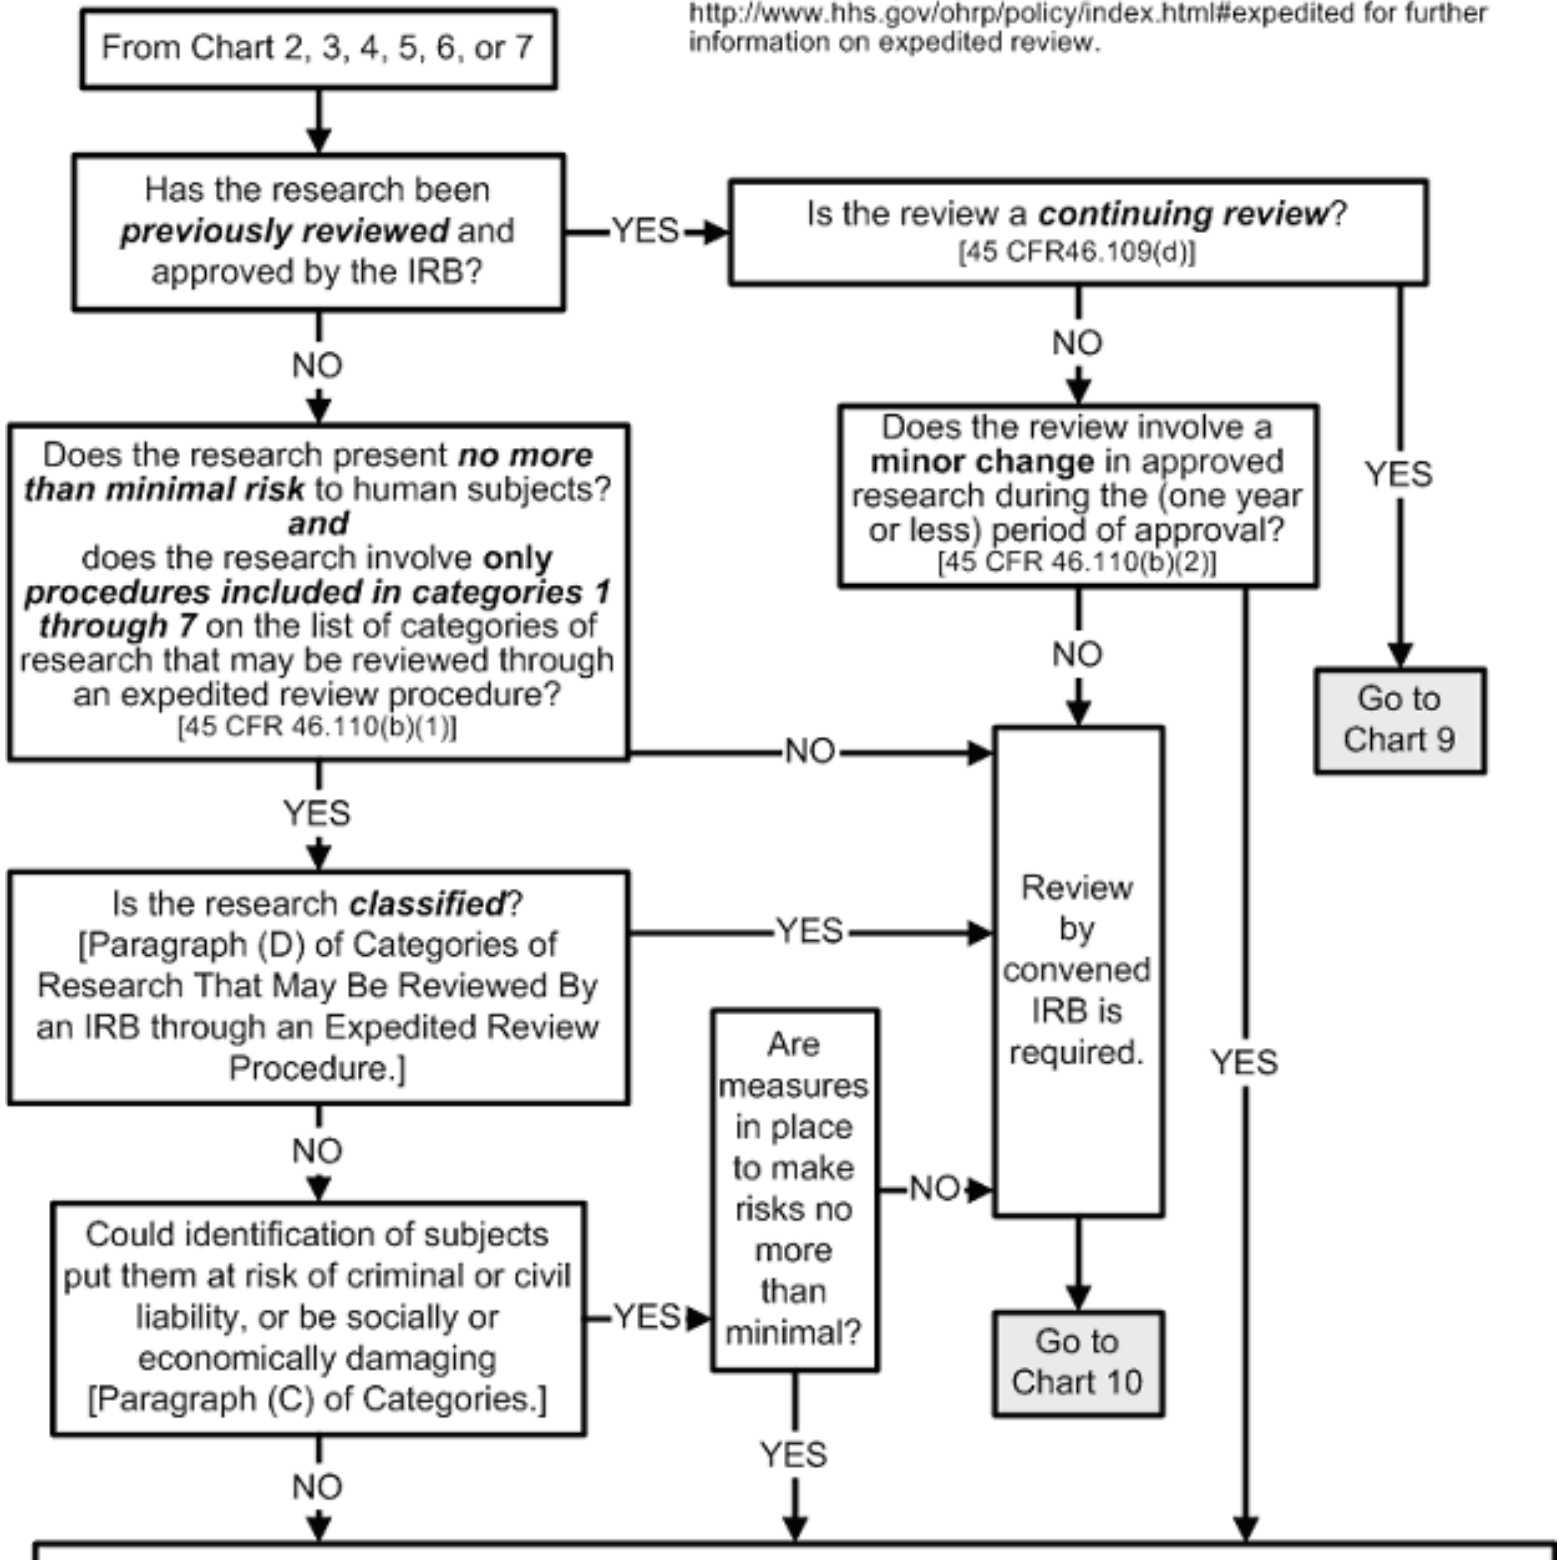 http://www.hhs.gov/ohrp/policy/index.html#expedited for further
information on expedited review.
From Chart 2, 3, 4, 5, 6, or 7
Has the research been
previously reviewed and
approved by the IRB?
YES
Is the review a continuing review?
[45 CFR46.109(d)]
NO
NO
YES
Does the research present no more
than minimal risk to human subjects?
and
does the research involve only
procedures included in categories 1
through 7 on the list of categories of
research that may be reviewed through
an expedited review procedure?
[45 CFR 46.110(b)(1)]
Does the review involve a
minor change in approved
research during the (one year
or less) period of approval?
[45 CFR 46.110(b)(2)]
NO
Go to
Chart 9
NO
YES
Is the research classified?
[Paragraph (D) of Categories of
Research That May Be Reviewed By
an IRB through an Expedited Review
Procedure.]
YES
Review
by
convened
IRB is
required.
YES
NO
Are
measures
in place
to make
risks no
more
than
minimal?
NO
Could identification of subjects
put them at risk of criminal or civil
liability, or be socially or
economically damaging
[Paragraph (C) of Categories.]
YES
Go to
Chart 10
YES
NO